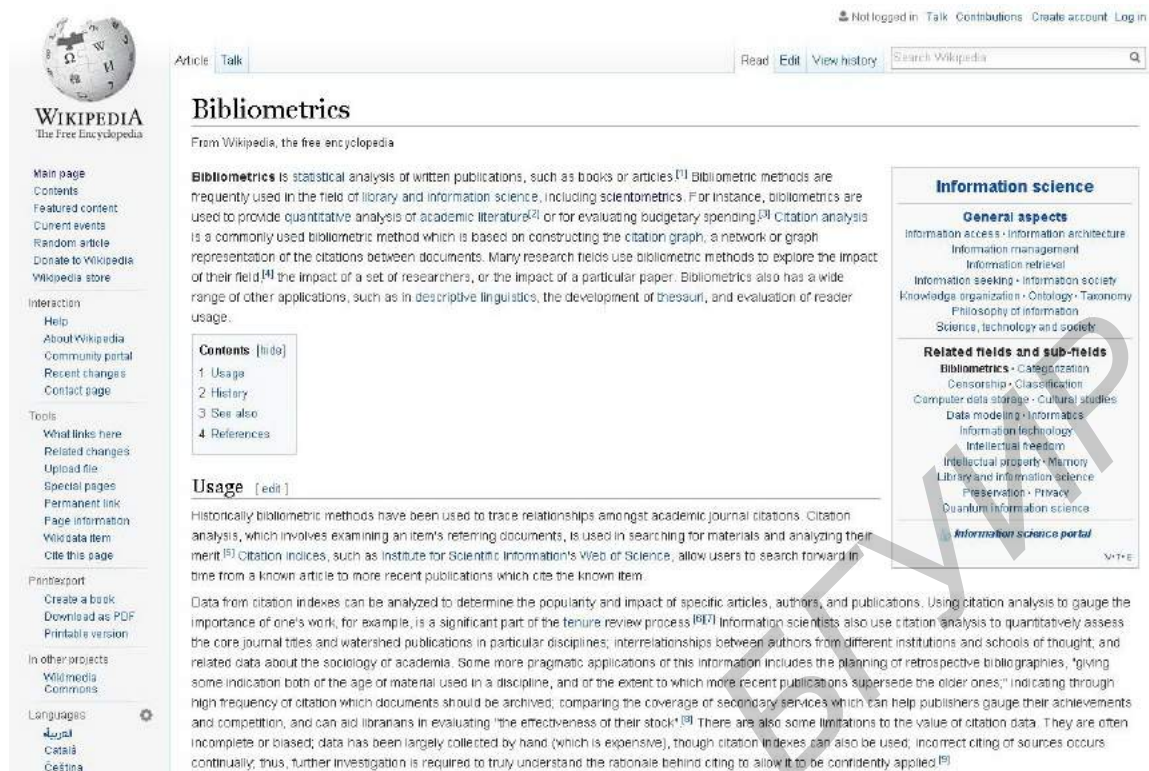 Not logged in Talk Contributions Create account Log in
Article Talk
Read Edit View history Search Wikipedia
WIKIPEDIA
The Free Encyclopedia
Main page
Contents
Featured content
Current events
Random article
Donate to Wikipedia
Wikipedia store
Interaction
Help
About Wikipedia
Community portal
Recent changes
Contact page
Tools
What links here
Related changes
Upload file
Special pages
Permanent link
Page information
Wikidata item
Cite this page
Print/export
Create a book
Download as PDF
Printable version
In other projects
Wikimedia
Commons
Languages
العربية
Català
Čeština
Bibliometrics
From Wikipedia, the free encyclopedia
Bibliometrics is statistical analysis of written publications, such as books or articles.[1] Bibliometric methods are
frequently used in the field of library and information science, including scientometrics. For instance, bibliometrics are
used to provide quantitative analysis of academic literature[2] or for evaluating budgetary spending.[3] Citation analysis
is a commonly used bibliometric method which is based on constructing the citation graph, a network or graph
representation of the citations between documents. Many research fields use bibliometric methods to explore the impact
of their field,[4] the impact of a set of researchers, or the impact of a particular paper. Bibliometrics also has a wide
range of other applications, such as in descriptive linguistics, the development of thesauri, and evaluation of reader
usage.
Contents [hide]
1 Usage
2 History
3 See also
4 References
Information science
General aspects
Information access · Information architecture
Information management
Information retrieval
Information seeking · Information society
Knowledge organization · Ontology · Taxonomy
Philosophy of information
Science, technology and society
Related fields and sub-fields
Bibliometrics · Categorization
Censorship · Classification
Computer data storage · Cultural studies
Data modeling · Informatics
Information technology
Intellectual freedom
Intellectual property · Memory
Library and information science
Preservation · Privacy
Quantum information science
Information science portal
V·T·E
Usage [edit]
Historically bibliometric methods have been used to trace relationships amongst academic journal citations. Citation
analysis, which involves examining an item's referring documents, is used in searching for materials and analyzing their
merit.[5] Citation indices, such as Institute for Scientific Information's Web of Science, allow users to search forward in
time from a known article to more recent publications which cite the known item.
Data from citation indexes can be analyzed to determine the popularity and impact of specific articles, authors, and publications. Using citation analysis to gauge the
importance of one's work, for example, is a significant part of the tenure review process.[6][7] Information scientists also use citation analysis to quantitatively assess
the core journal titles and watershed publications in particular disciplines; interrelationships between authors from different institutions and schools of thought; and
related data about the sociology of academia. Some more pragmatic applications of this information includes the planning of retrospective bibliographies, "giving
some indication both of the age of material used in a discipline, and of the extent to which more recent publications supersede the older ones;" indicating through
high frequency of citation which documents should be archived; comparing the coverage of secondary services which can help publishers gauge their achievements
and competition, and can aid librarians in evaluating "the effectiveness of their stock".[8] There are also some limitations to the value of citation data. They are often
incomplete or biased; data has been largely collected by hand (which is expensive), though citation indexes can also be used; incorrect citing of sources occurs
continually; thus, further investigation is required to truly understand the rationale behind citing to allow it to be confidently applied.[9]
БГУИР